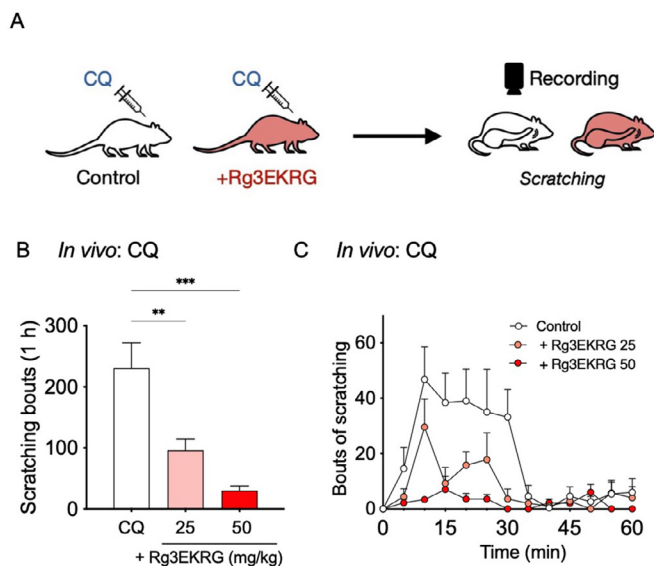 A
CQ CQ
Recording
Control +Rg3EKRG
Scratching
B In vivo: CQ
***
**
Scratching bouts (1 h)
300
200
100
0
CQ 25 50
+ Rg3EKRG (mg/kg)
C In vivo: CQ
Control
+ Rg3EKRG 25
+ Rg3EKRG 50
Bouts of scratching
60
40
20
0
0 15 30 45 60
Time (min)